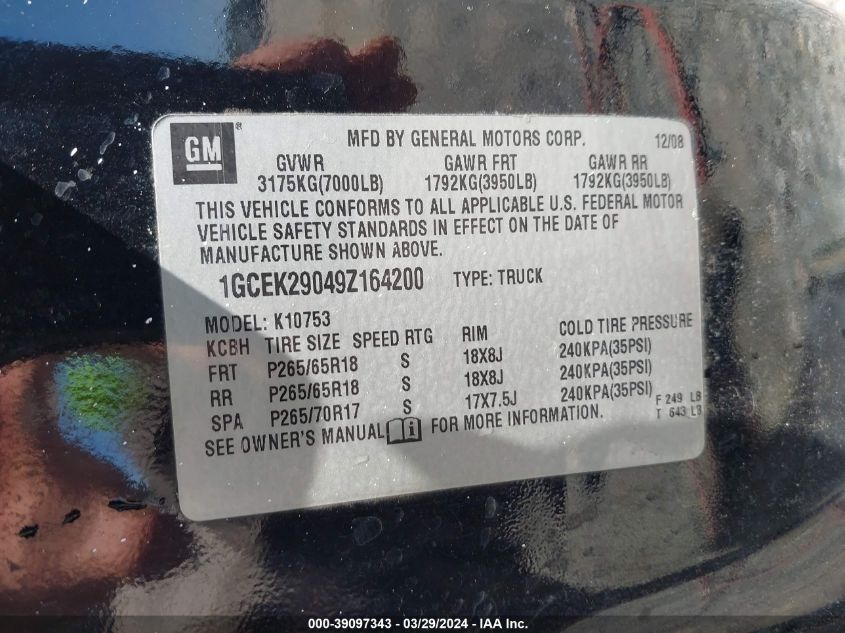 GM® MFD BY GENERAL MOTORS CORP. 12/08
GVWR GAWR FRT GAWR RR
3175KG(7000LB) 1792KG(3950LB) 1792KG(3950LB)
THIS VEHICLE CONFORMS TO ALL APPLICABLE U.S. FEDERAL MOTOR
VEHICLE SAFETY STANDARDS IN EFFECT ON THE DATE OF
MANUFACTURE SHOWN ABOVE.
1GCEK29049Z164200 TYPE: TRUCK
MODEL: K10753
KCBH TIRE SIZE SPEED RTG RIM COLD TIRE PRESSURE
FRT P265/65R18 S 18X8J 240KPA(35PSI)
RR P265/65R18 S 18X8J 240KPA(35PSI)
SPA P265/70R17 S 17X7.5J 240KPA(35PSI)
SEE OWNER'S MANUAL FOR MORE INFORMATION.
F 249 LB
T 643 LB
000-39097343 - 03/29/2024 - IAA Inc.